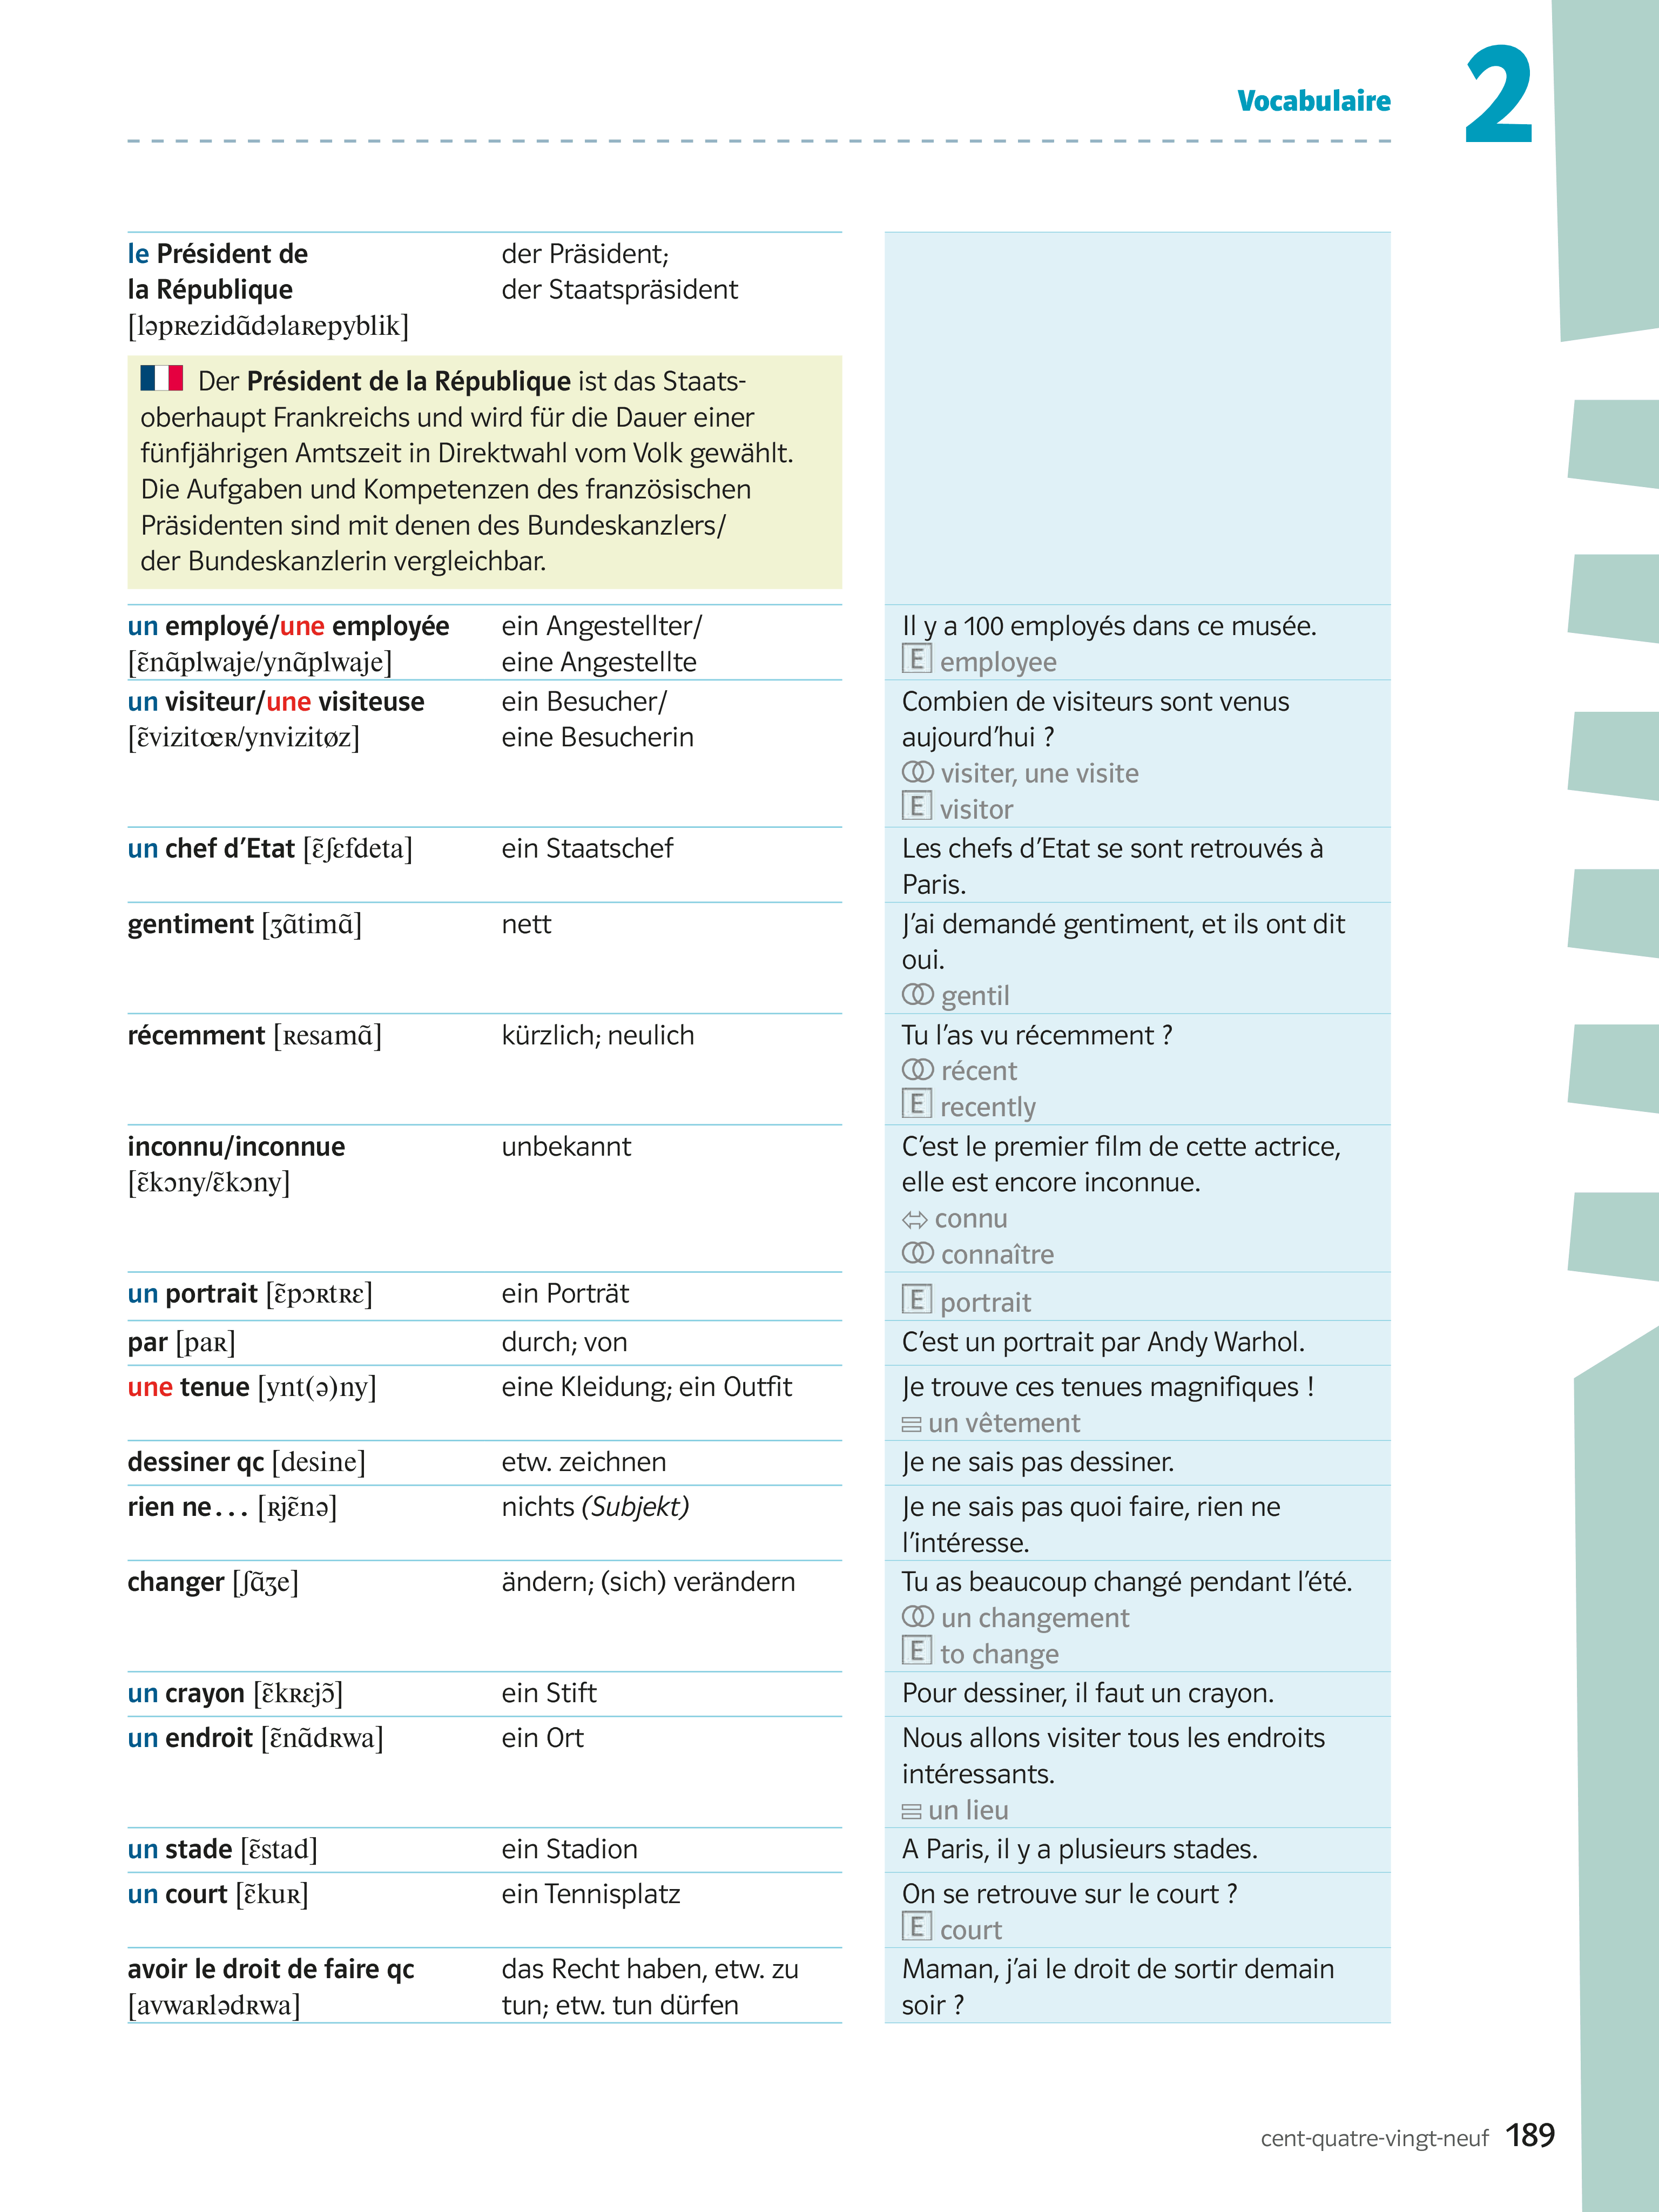 Vocabulaire
2
le Président de
la République
[ləpʀezidɑ̃dəlaʀepyblik]
der Präsident;
der Staatspräsident
Der Président de la République ist das Staats-
oberhaupt Frankreichs und wird für die Dauer einer
fünfjährigen Amtszeit in Direktwahl vom Volk gewählt.
Die Aufgaben und Kompetenzen des französischen
Präsidenten sind mit denen des Bundeskanzlers/
der Bundeskanzlerin vergleichbar.
un employé/une employée
[ɛ̃nɑ̃plwaje/ynɑ̃plwaje]
ein Angestellter/
eine Angestellte
Il y a 100 employés dans ce musée.
E employee
un visiteur/une visiteuse
[ɛ̃vizitœʀ/ynvizitøz]
ein Besucher/
eine Besucherin
Combien de visiteurs sont venus
aujourd’hui ?
visiter, une visite
E visitor
un chef d’Etat [ɛ̃ʃɛfdeta]
ein Staatschef
Les chefs d’Etat se sont retrouvés à
Paris.
gentiment [ʒɑ̃timɑ̃]
nett
J’ai demandé gentiment, et ils ont dit
oui.
gentil
récemment [ʀesamɑ̃]
kürzlich; neulich
Tu l’as vu récemment ?
récent
E recently
inconnu/inconnue
[ɛ̃kɔny/ɛ̃kɔny]
unbekannt
C’est le premier film de cette actrice,
elle est encore inconnue.
⇔ connu
connaître
un portrait [ɛ̃pɔʀtʀɛ]
ein Porträt
E portrait
par [paʀ]
durch; von
C’est un portrait par Andy Warhol.
une tenue [ynt(ə)ny]
eine Kleidung; ein Outfit
Je trouve ces tenues magnifiques !
= un vêtement
dessiner qc [desine]
etw. zeichnen
Je ne sais pas dessiner.
rien ne… [ʀjɛ̃nə]
nichts (Subjekt)
Je ne sais pas quoi faire, rien ne
l’intéresse.
changer [ʃɑ̃ʒe]
ändern; (sich) verändern
Tu as beaucoup changé pendant l’été.
un changement
E to change
un crayon [ɛ̃kʀɛjɔ̃]
ein Stift
Pour dessiner, il faut un crayon.
un endroit [ɛ̃nɑ̃dʀwa]
ein Ort
Nous allons visiter tous les endroits
intéressants.
= un lieu
un stade [ɛ̃stad]
ein Stadion
A Paris, il y a plusieurs stades.
un court [ɛ̃kuʀ]
ein Tennisplatz
On se retrouve sur le court ?
E court
avoir le droit de faire qc
[avwaʀlədʀwa]
das Recht haben, etw. zu
tun; etw. tun dürfen
Maman, j’ai le droit de sortir demain
soir ?
cent-quatre-vingt-neuf 189